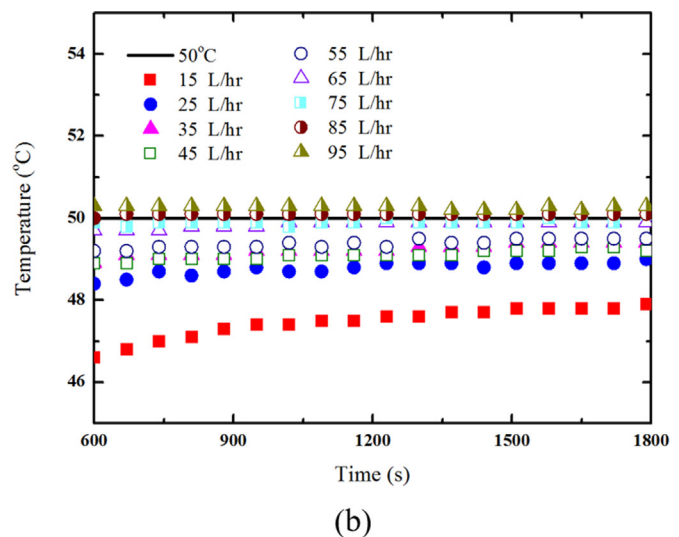 54
52
50
48
46
Temperature (°C)
50°C
15 L/hr
25 L/hr
35 L/hr
45 L/hr
55 L/hr
65 L/hr
75 L/hr
85 L/hr
95 L/hr
600 900 1200 1500 1800
Time (s)
(b)